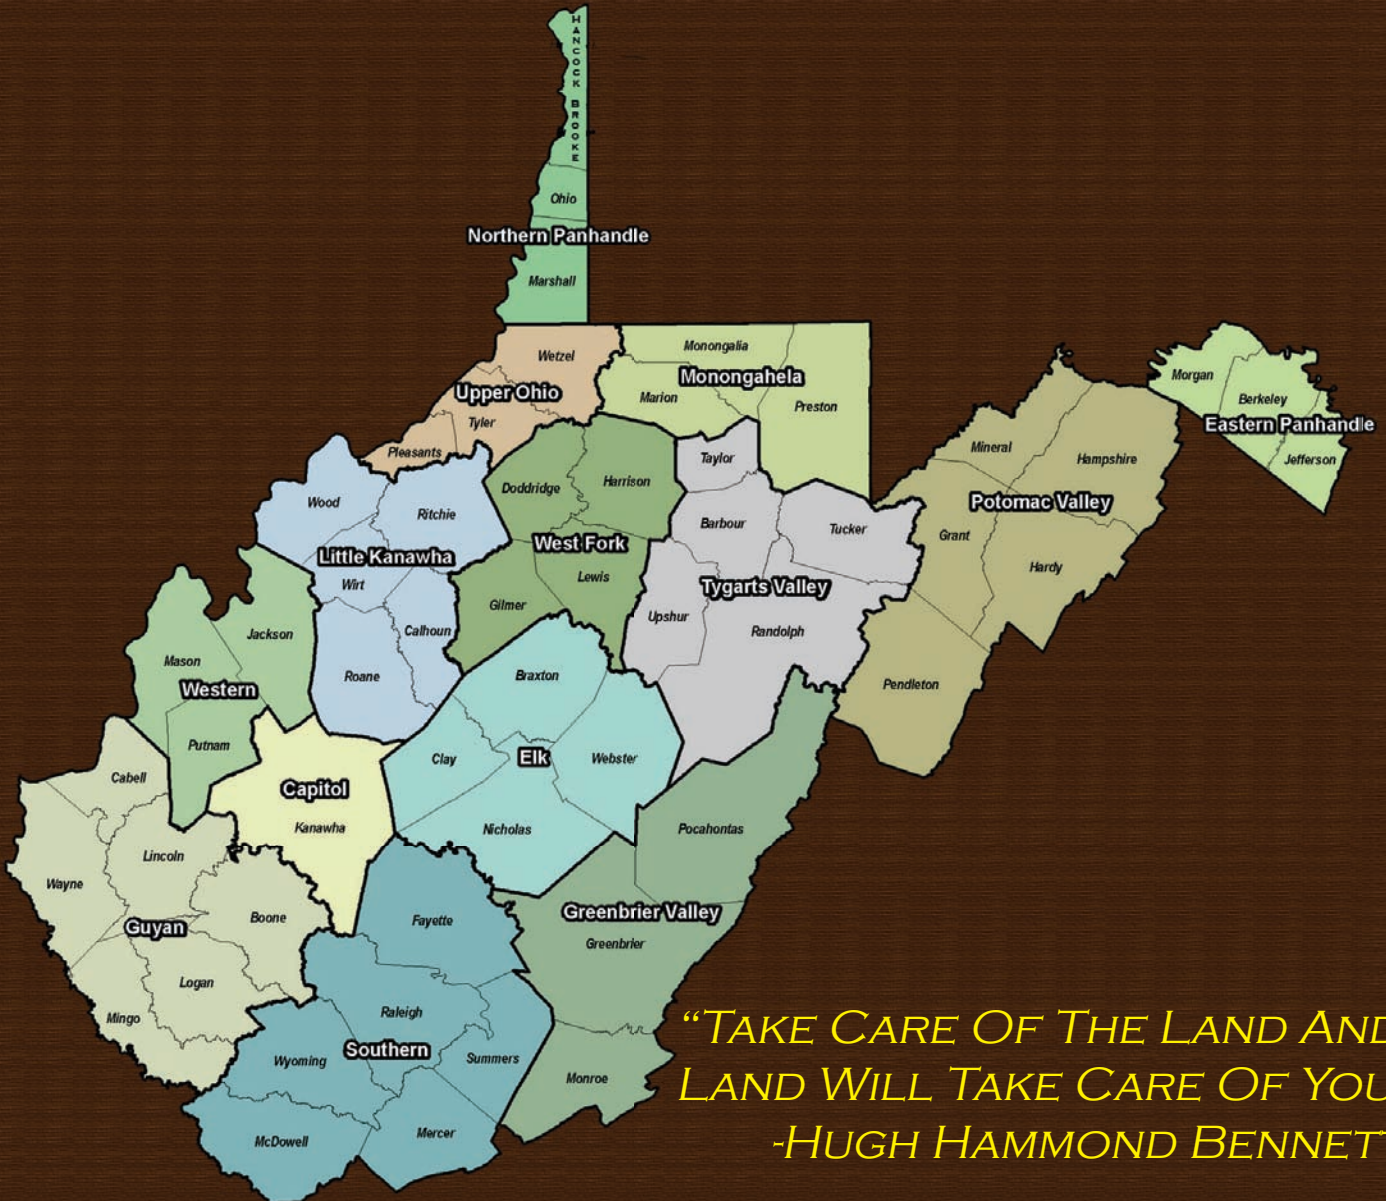 HANCOCK BROOKE
Ohio
Northern Panhandle
Marshall
Wetzel
Upper Ohio
Tyler
Pleasants
Monongalia
Monongahela
Marion
Preston
Morgan
Berkeley
Eastern Panhandle
Jefferson
Mineral
Hampshire
Potomac Valley
Grant
Hardy
Pendleton
Taylor
Barbour
Tucker
Tygarts Valley
Upshur
Randolph
Doddridge
Harrison
West Fork
Lewis
Gilmer
Wood
Ritchie
Little Kanawha
Wirt
Calhoun
Roane
Jackson
Mason
Western
Putnam
Braxton
Clay
Elk
Webster
Nicholas
Capitol
Kanawha
Cabell
Lincoln
Wayne
Boone
Guyan
Logan
Mingo
Pocahontas
Greenbrier Valley
Greenbrier
Monroe
Fayette
Raleigh
Southern
Wyoming
Summers
McDowell
Mercer
“TAKE CARE OF THE LAND AND
LAND WILL TAKE CARE OF YOU
-HUGH HAMMOND BENNET